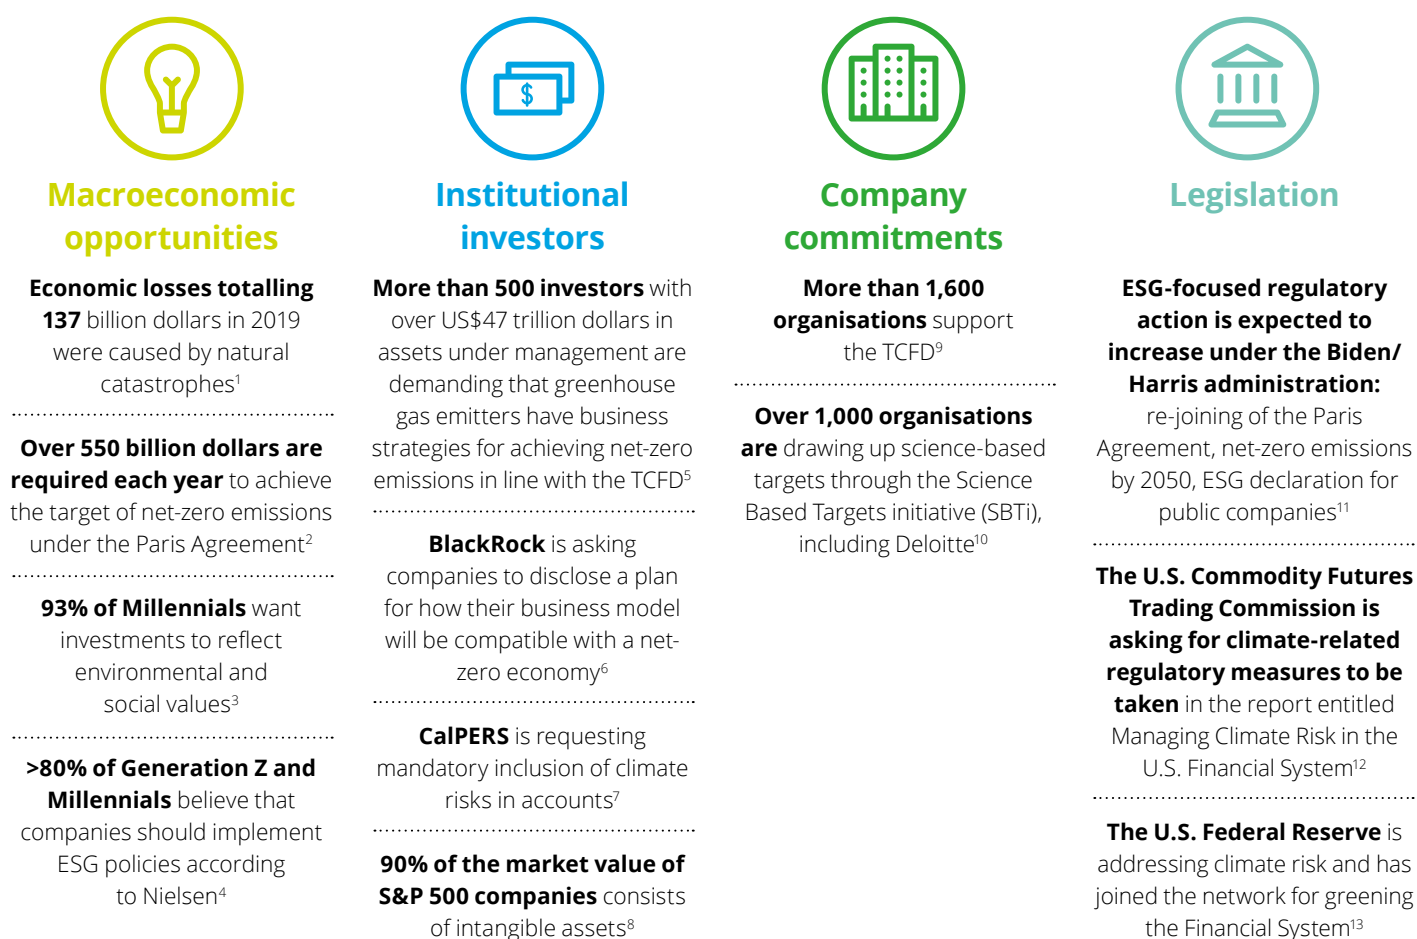 Macroeconomic
opportunities
Economic losses totalling
137 billion dollars in 2019
were caused by natural
catastrophes1
Over 550 billion dollars are
required each year to achieve
the target of net-zero emissions
under the Paris Agreement2
93% of Millennials want
investments to reflect
environmental and
social values3
>80% of Generation Z and
Millennials believe that
companies should implement
ESG policies according
to Nielsen4
$
Institutional
investors
More than 500 investors with
over US$47 trillion dollars in
assets under management are
demanding that greenhouse
gas emitters have business
strategies for achieving net-zero
emissions in line with the TCFD5
BlackRock is asking
companies to disclose a plan
for how their business model
will be compatible with a net-
zero economy6
CalPERS is requesting
mandatory inclusion of climate
risks in accounts7
90% of the market value of
S&P 500 companies consists
of intangible assets8
Company
commitments
More than 1,600
organisations support
the TCFD9
Over 1,000 organisations
are drawing up science-based
targets through the Science
Based Targets initiative (SBTi),
including Deloitte10
Legislation
ESG-focused regulatory
action is expected to
increase under the Biden/
Harris administration:
re-joining of the Paris
Agreement, net-zero emissions
by 2050, ESG declaration for
public companies11
The U.S. Commodity Futures
Trading Commission is
asking for climate-related
regulatory measures to be
taken in the report entitled
Managing Climate Risk in the
U.S. Financial System12
The U.S. Federal Reserve is
addressing climate risk and has
joined the network for greening
the Financial System13